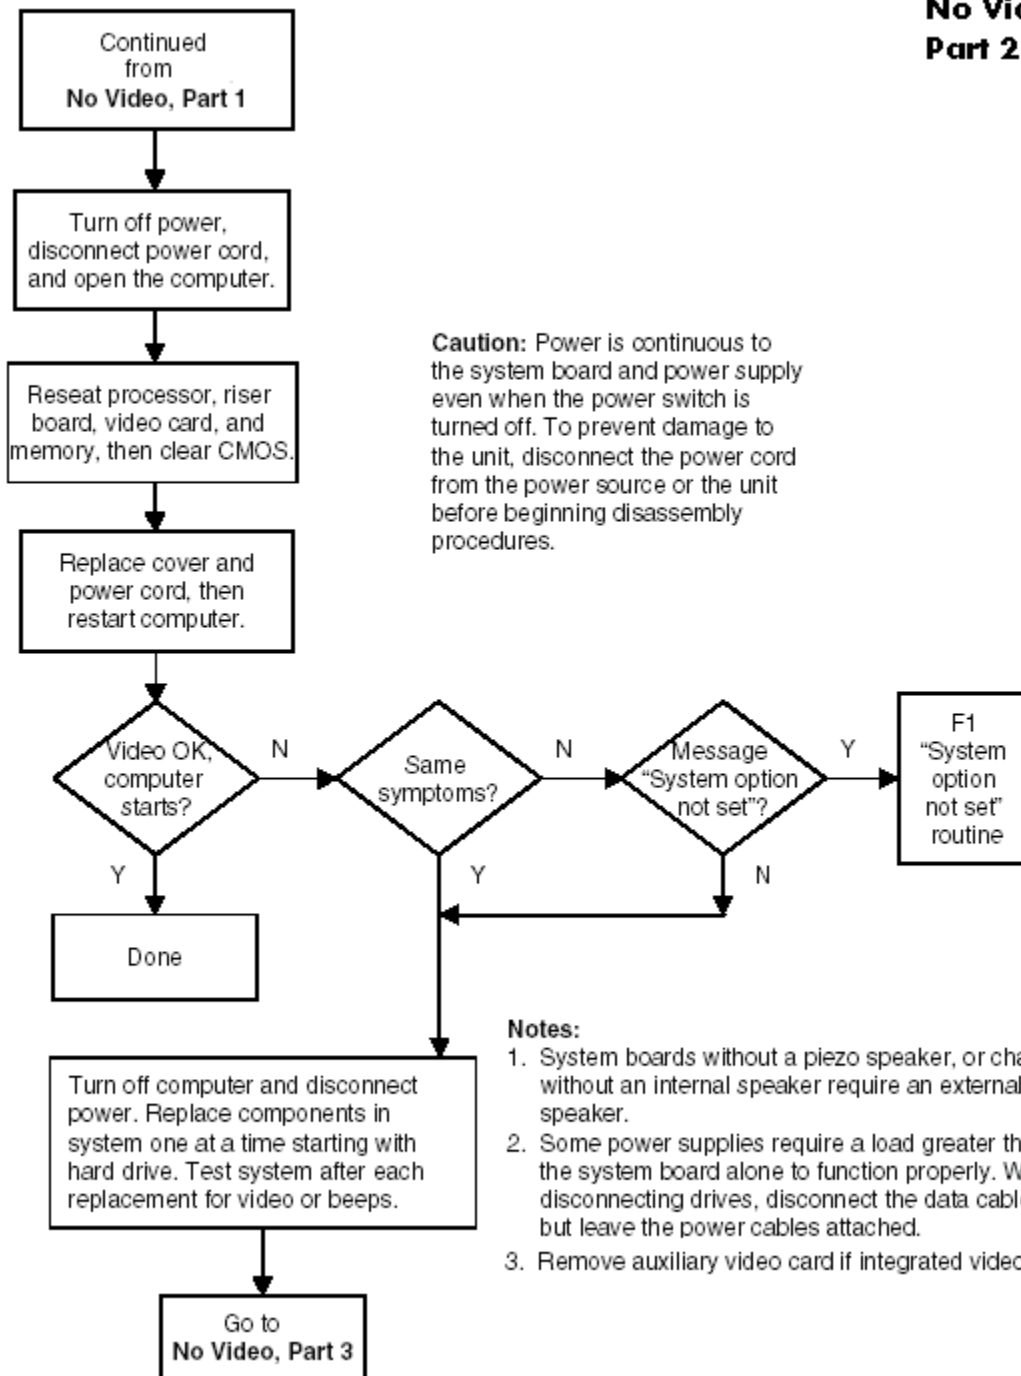 No Vid
Part 2
Continued
from
No Video, Part 1
Turn off power,
disconnect power cord,
and open the computer.
Caution: Power is continuous to
the system board and power supply
even when the power switch is
turned off. To prevent damage to
the unit, disconnect the power cord
from the power source or the unit
before beginning disassembly
procedures.
Reseat processor, riser
board, video card, and
memory, then clear CMOS.
Replace cover and
power cord, then
restart computer.
Video OK,
computer
starts?
N
Same
symptoms?
N
Message
“System option
not set”?
Y
F1
“System
option
not set”
routine
Y
Y
N
Done
Turn off computer and disconnect
power. Replace components in
system one at a time starting with
hard drive. Test system after each
replacement for video or beeps.
Notes:
1. System boards without a piezo speaker, or cha
without an internal speaker require an external
speaker.
2. Some power supplies require a load greater th
the system board alone to function properly. W
disconnecting drives, disconnect the data cabl
but leave the power cables attached.
3. Remove auxiliary video card if integrated video
Go to
No Video, Part 3